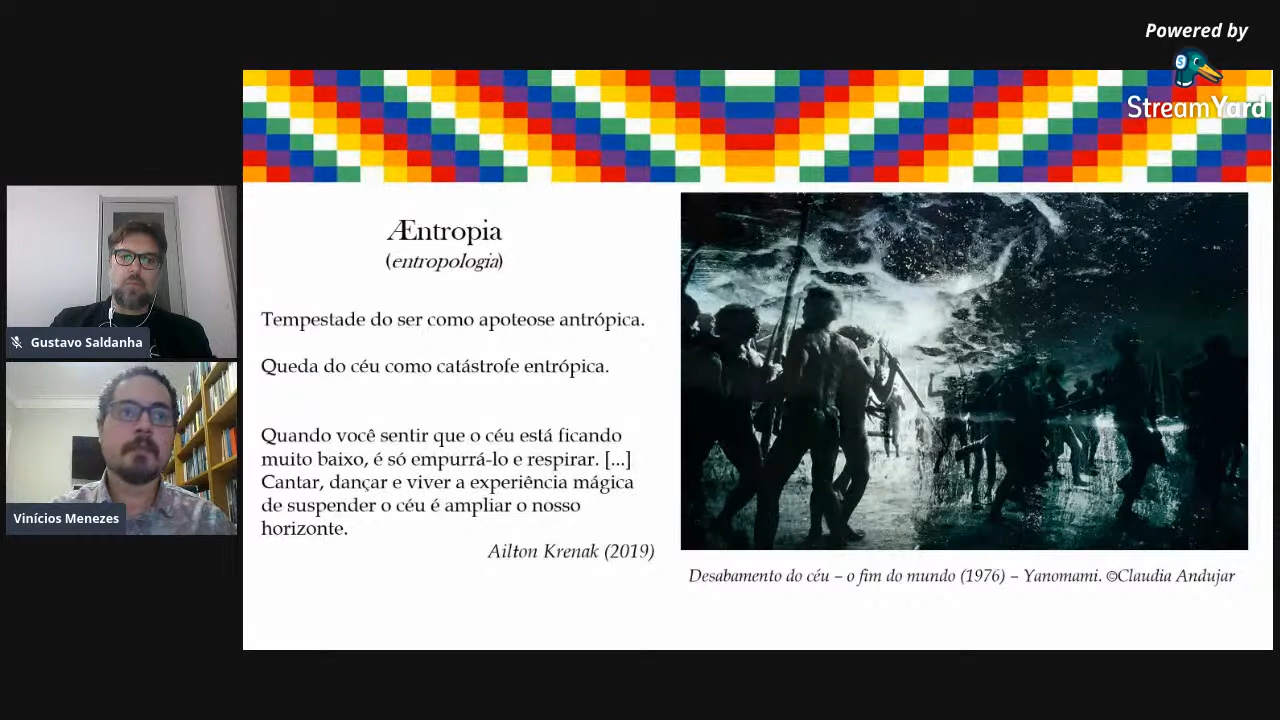 Powered by
StreamYard
ÆEntropia
(entropologia)
Tempestade do ser como apoteose antrópica.
Queda do céu como catástrofe entrópica.
Quando você sentir que o céu está ficando
muito baixo, é só empurrá-lo e respirar. [...]
Cantar, dançar e viver a experiência mágica
de suspender o céu é ampliar o nosso
horizonte.
Ailton Krenak (2019)
Desabamento do céu – o fim do mundo (1976) – Yanomami. ©Claudia Andujar
Gustavo Saldanha
Vinícios Menezes